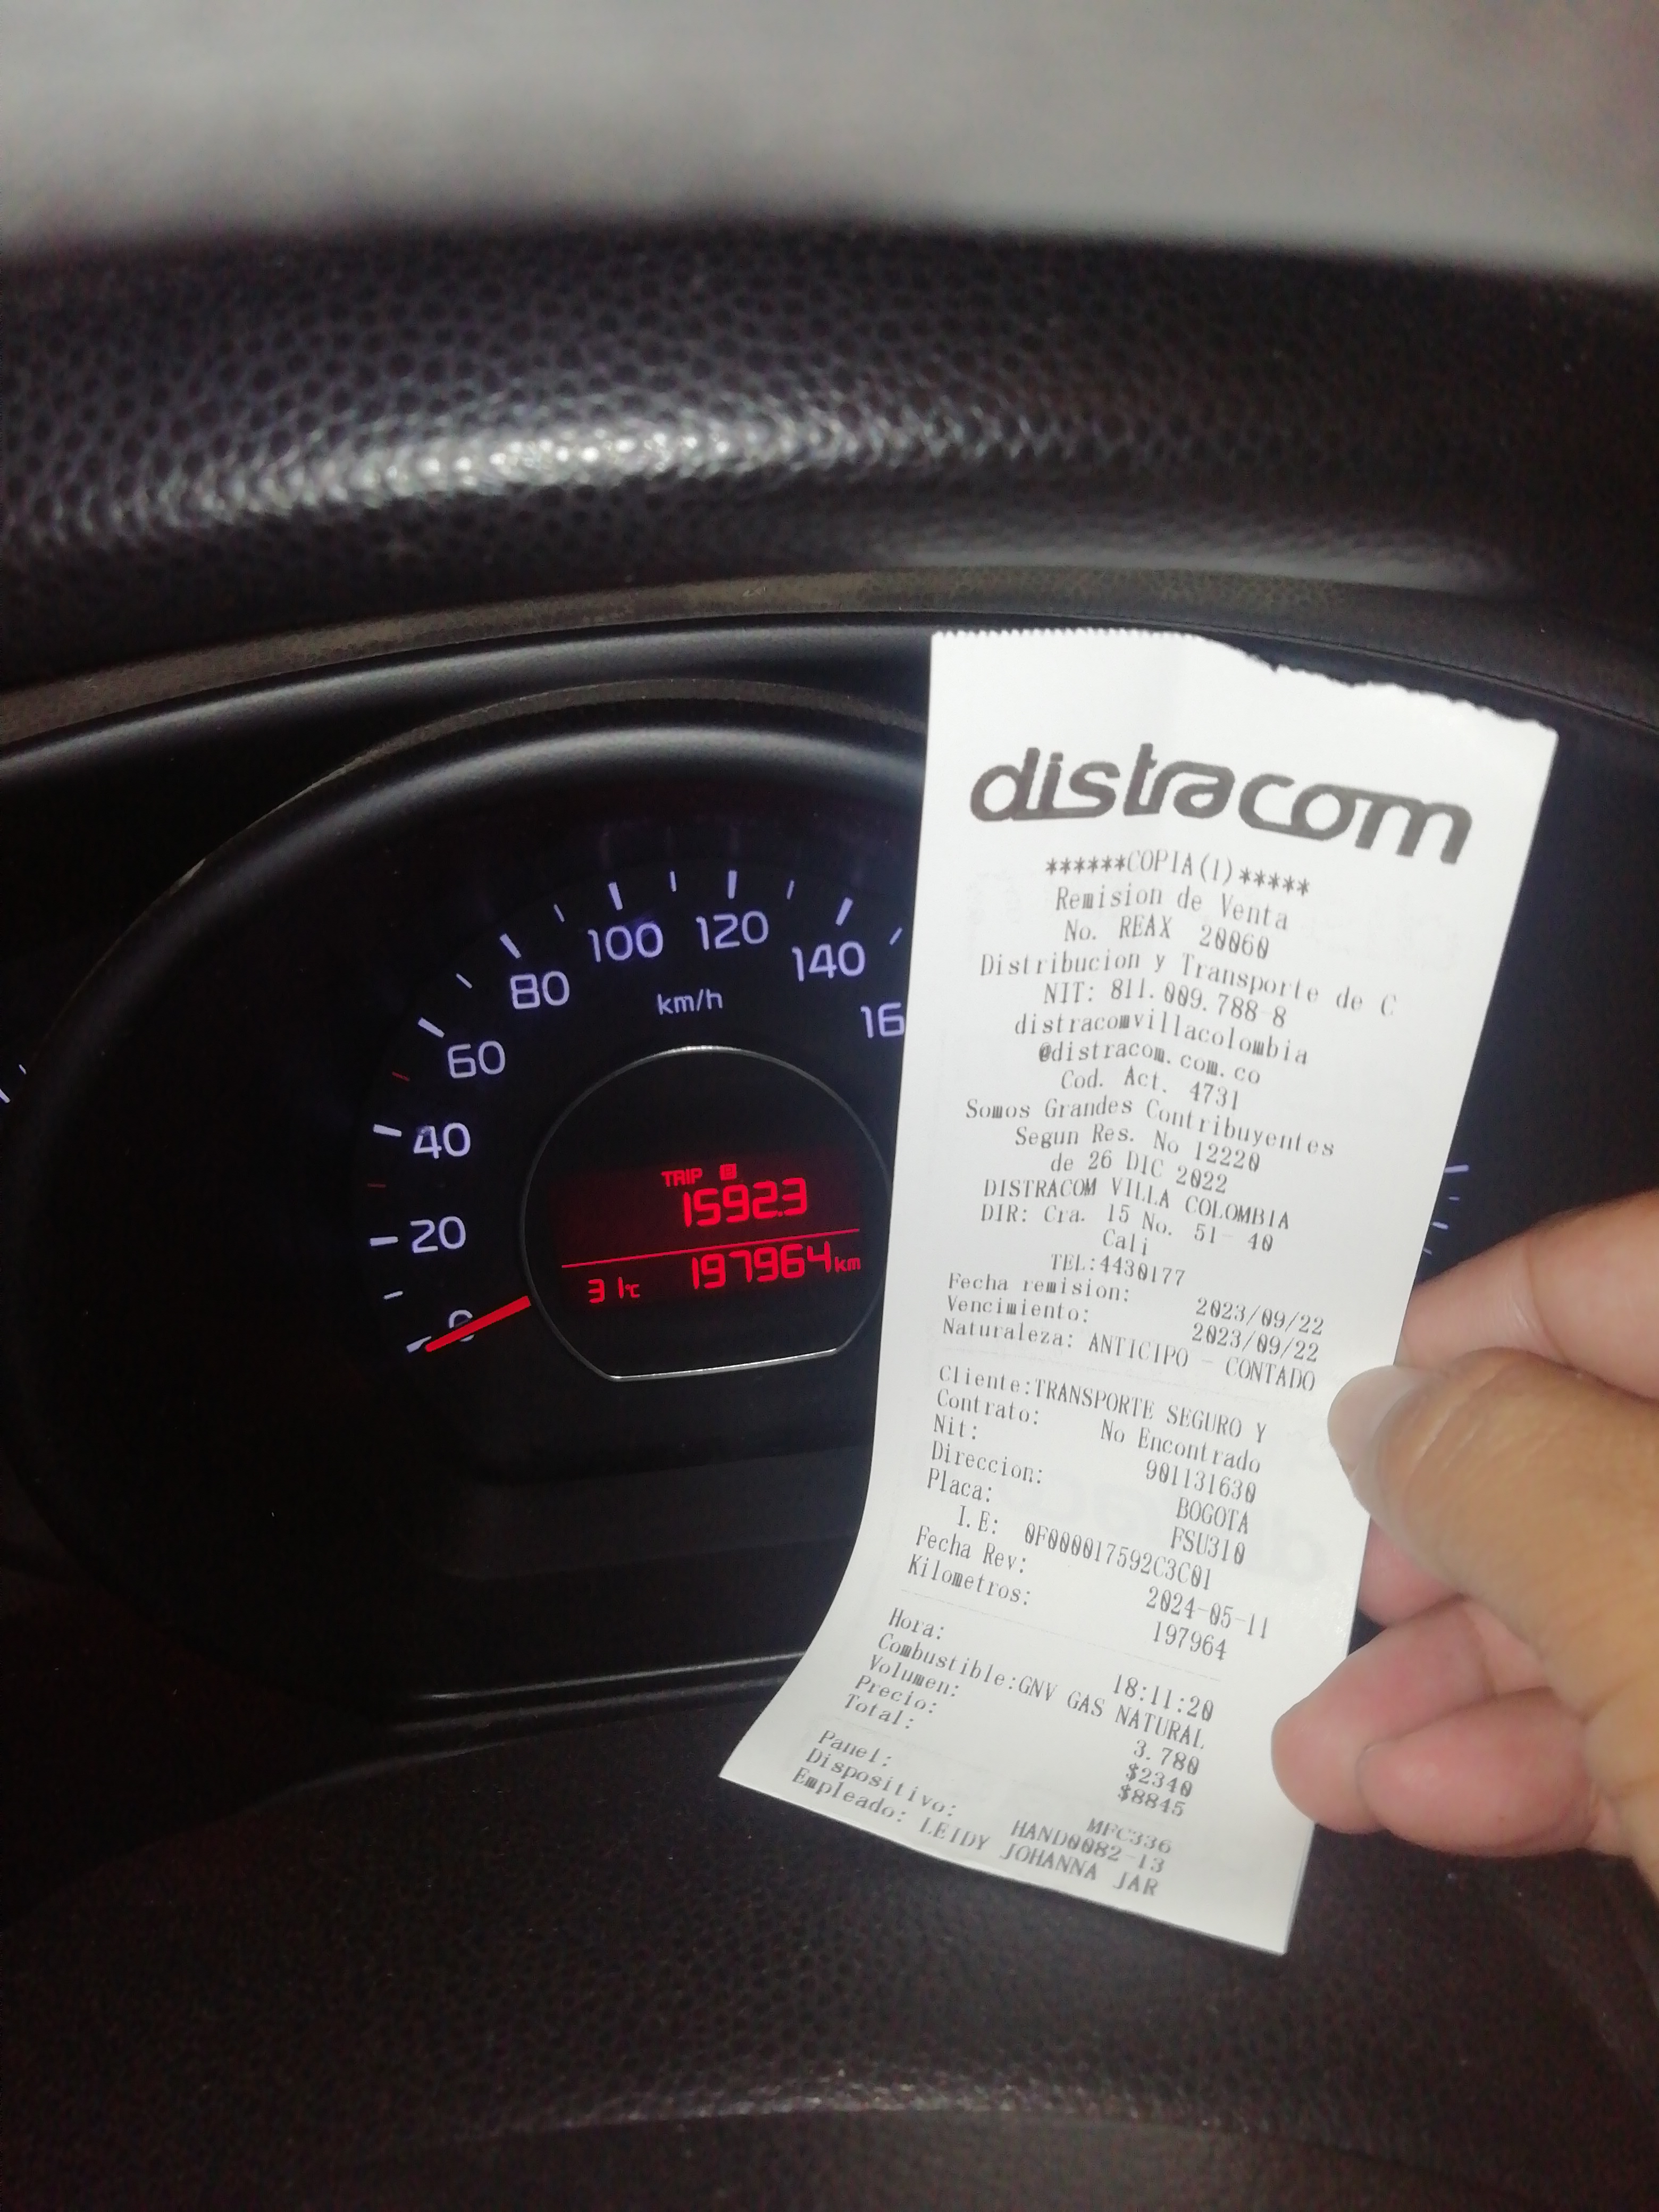 100 120
80 140
km/h
60 16
40
20
0
TRIP B
1592.3
31°C 197964 km
distracom
******COPIA(1)*****
Remision de Venta
No. REAX 20060
Distribucion y Transporte de C
NIT: 811.009.788-8
distracomvillacolombia
@distracom.com.co
Cod. Act. 4731
Somos Grandes Contribuyentes
Segun Res. No 12220
de 26 DIC 2022
DISTRACOM VILLA COLOMBIA
DIR: Cra. 15 No. 51- 40
Cali
TEL:4430177
Fecha remision: 2023/09/22
Vencimiento: 2023/09/22
Naturaleza: ANTICIPO - CONTADO
Cliente:TRANSPORTE SEGURO Y
Contrato: No Encontrado
Nit: 901131630
Direccion: BOGOTA
Placa: FSU310
I.E: 0F000017592C3C01
Fecha Rev: 2024-05-11
Kilometros: 197964
Hora: 18:11:20
Combustible:GNV GAS NATURAL
Volumen: 3.780
Precio: $2340
Total: $8845
Panel: MFC336
Dispositivo: HAND0082-13
Empleado: LEIDY JOHANNA JAR